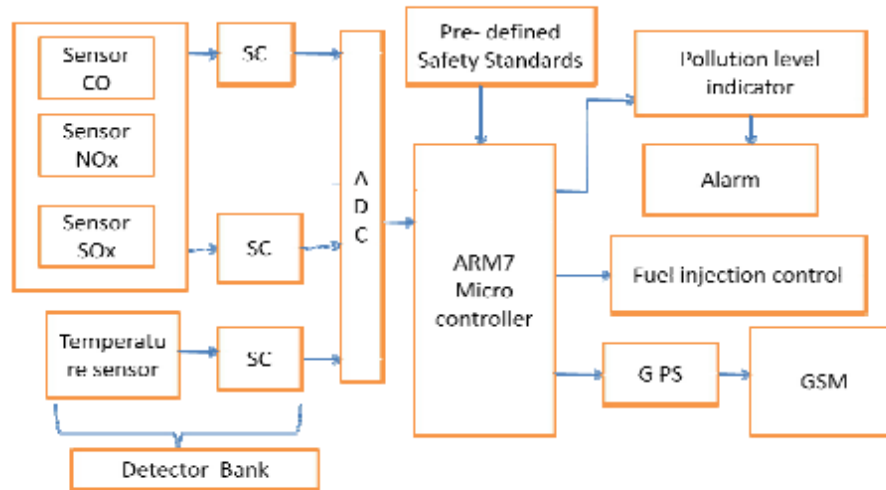 Sensor
CO
Sensor
NOx
Sensor
SOx
SC
SC
Temperatu
re sensor
SC
Detector Bank
A
D
C
Pre- defined
Safety Standards
ARM7
Micro
controller
Pollution level
indicator
Alarm
Fuel injection control
G PS
GSM